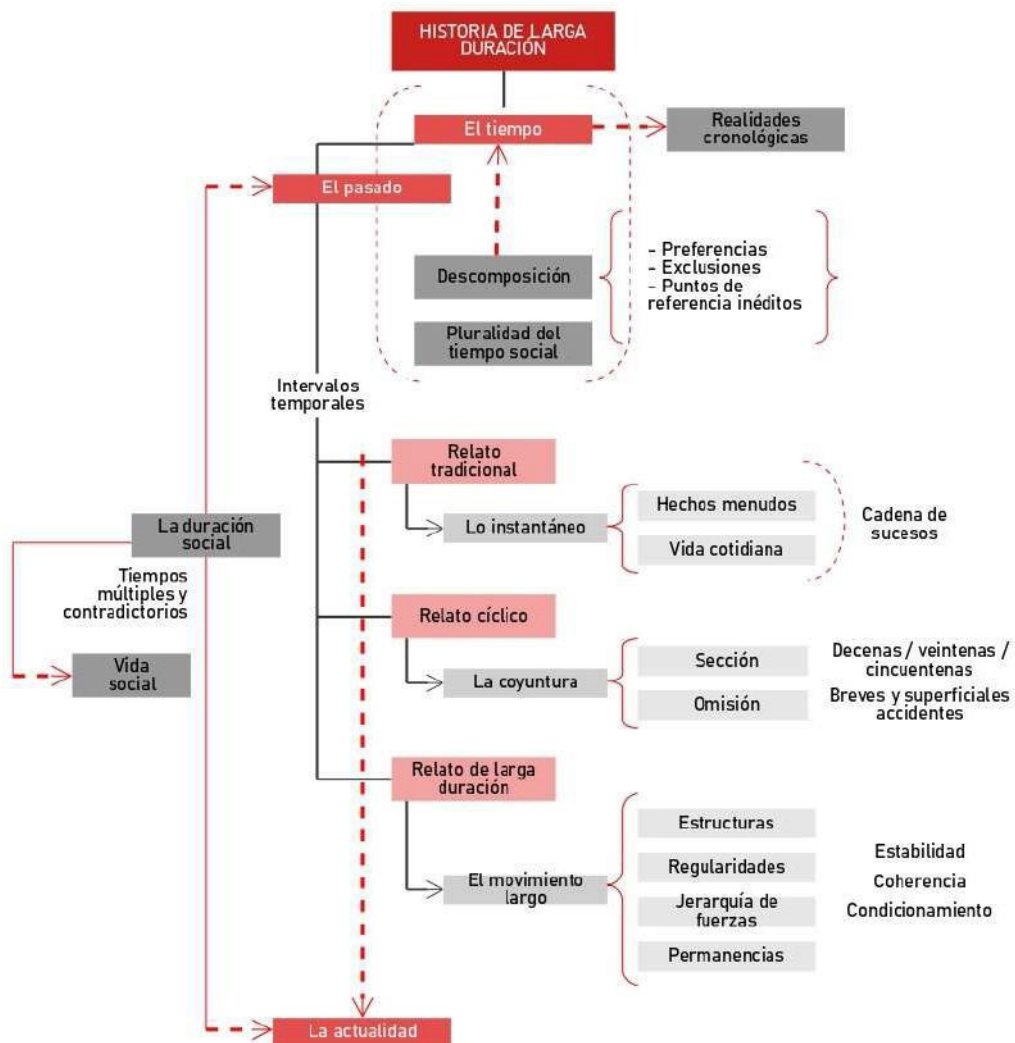 HISTORIA DE LARGA
DURACIÓN
El tiempo
Realidades
cronológicas
El pasado
Descomposición
- Preferencias
- Exclusiones
- Puntos de
referencia inéditos
Pluralidad del
tiempo social
Intervalos
temporales
Relato
tradicional
Lo instantáneo
Hechos menudos
Vida cotidiana
Cadena de
sucesos
La duración
social
Tiempos
múltiples y
contradictorios
Vida
social
Relato cíclico
La coyuntura
Sección
Decenas / veintenas /
cincuentenas
Omisión
Breves y superficiales
accidentes
Relato de larga
duración
El movimiento
largo
Estructuras
Regularidades
Jerarquía de
fuerzas
Permanencias
Estabilidad
Coherencia
Condicionamiento
La actualidad